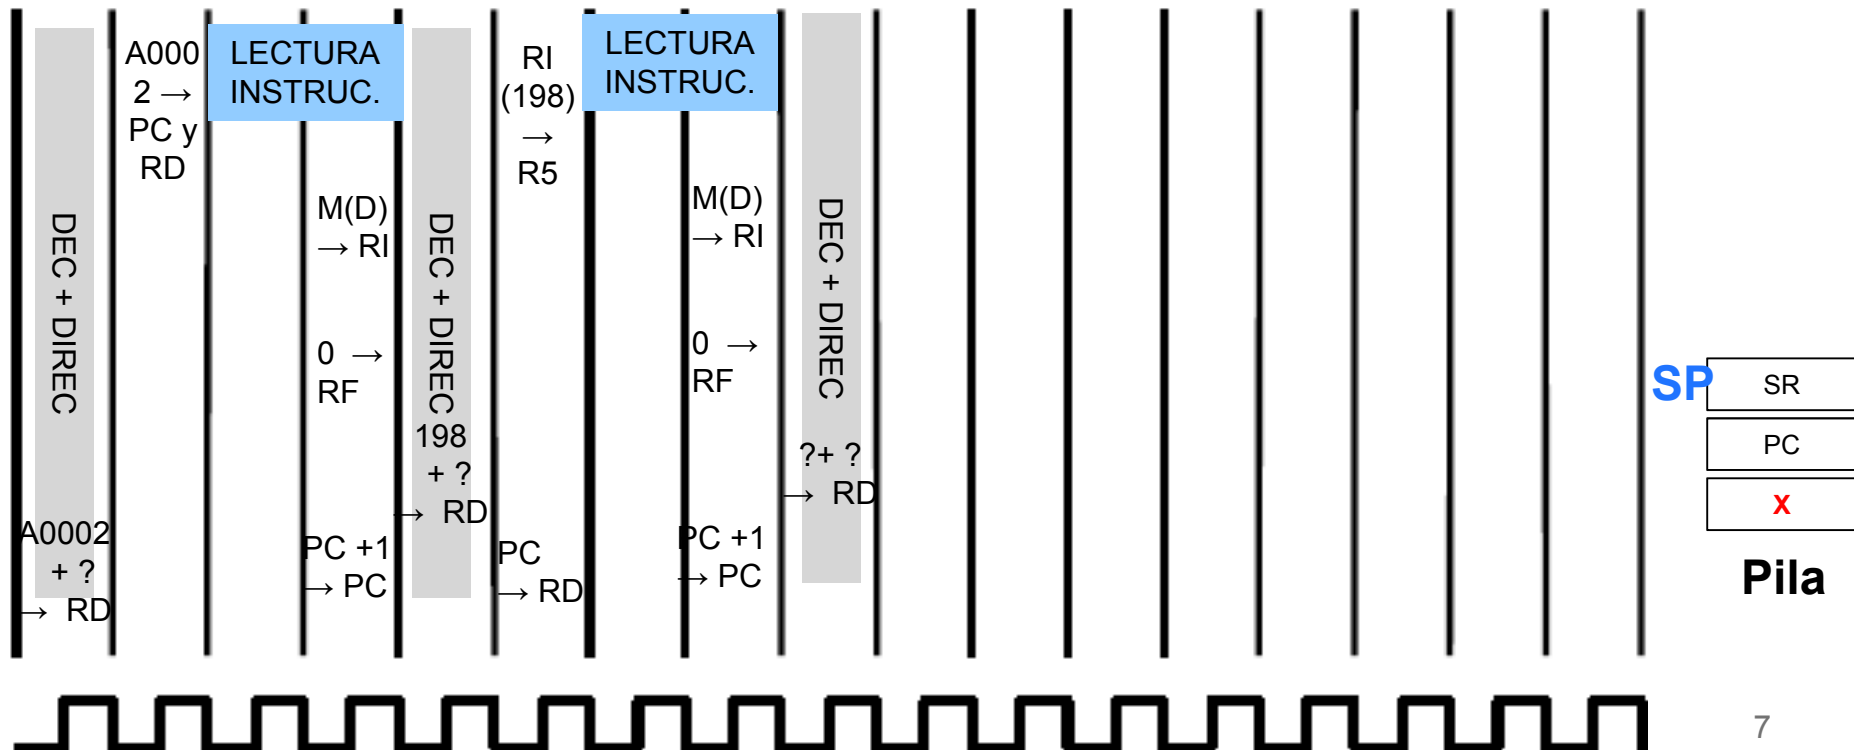 DEC + DIREC
A0002
+ ?
→ RD
A000
2 →
PC y
RD
LECTURA
INSTRUC.
M(D)
→ RI
0 →
RF
PC +1
→ PC
DEC + DIREC
198
+ ?
→ RD
RI
(198)
→
R5
PC
→ RD
LECTURA
INSTRUC.
M(D)
→ RI
0 →
RF
PC +1
→ PC
DEC + DIREC
?+ ?
→ RD
SP
SR
PC
X
Pila
7